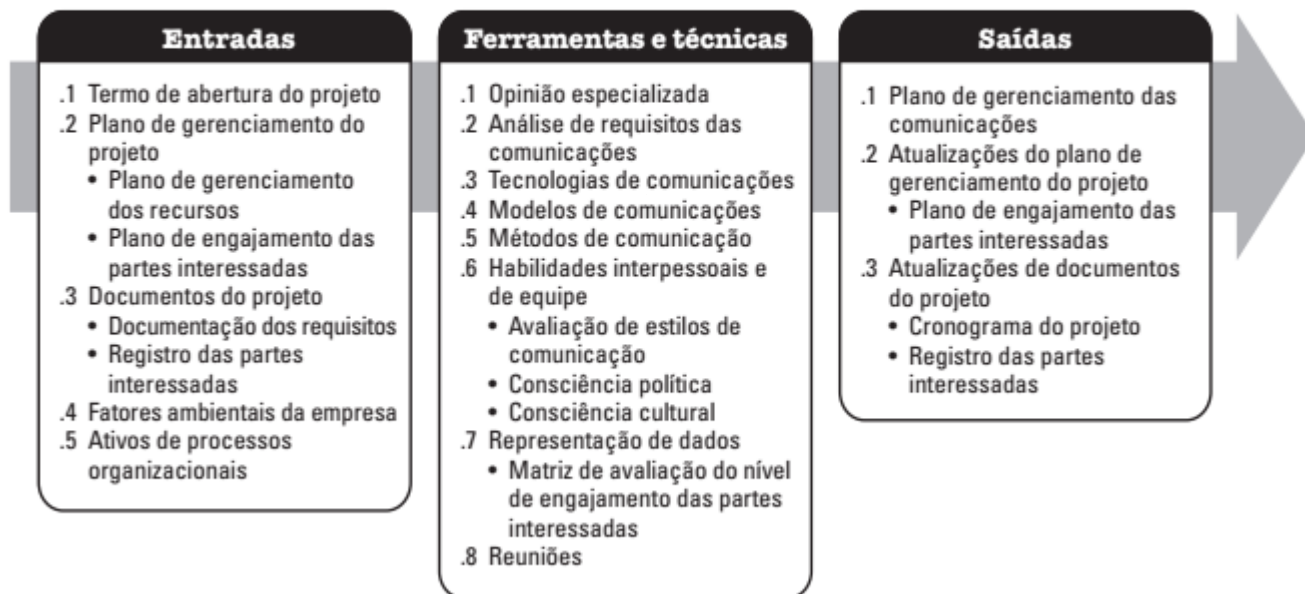 Entradas
.1 Termo de abertura do projeto
.2 Plano de gerenciamento do
projeto
• Plano de gerenciamento
dos recursos
• Plano de engajamento das
partes interessadas
.3 Documentos do projeto
• Documentação dos requisitos
• Registro das partes
interessadas
.4 Fatores ambientais da empresa
.5 Ativos de processos
organizacionais
Ferramentas e técnicas
.1 Opinião especializada
.2 Análise de requisitos das
comunicações
.3 Tecnologias de comunicações
.4 Modelos de comunicações
.5 Métodos de comunicação
.6 Habilidades interpessoais e
de equipe
• Avaliação de estilos de
comunicação
• Consciência política
• Consciência cultural
.7 Representação de dados
• Matriz de avaliação do nível
de engajamento das partes
interessadas
.8 Reuniões
Saídas
.1 Plano de gerenciamento das
comunicações
.2 Atualizações do plano de
gerenciamento do projeto
• Plano de engajamento das
partes interessadas
.3 Atualizações de documentos
do projeto
• Cronograma do projeto
• Registro das partes
interessadas